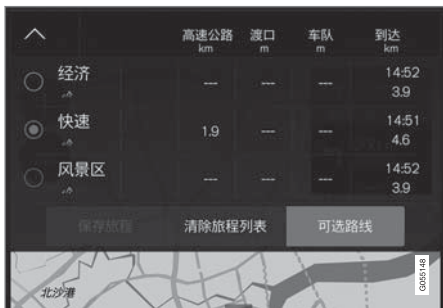 高速公路 渡口 车队 到达
km m m km
经济 --- --- --- 14:52
3.9
快速 1.9 --- --- 14:51
4.6
风景区 --- --- --- 14:52
3.9
保存旅程 清除旅程列表 可选路线
北沙港
G055148